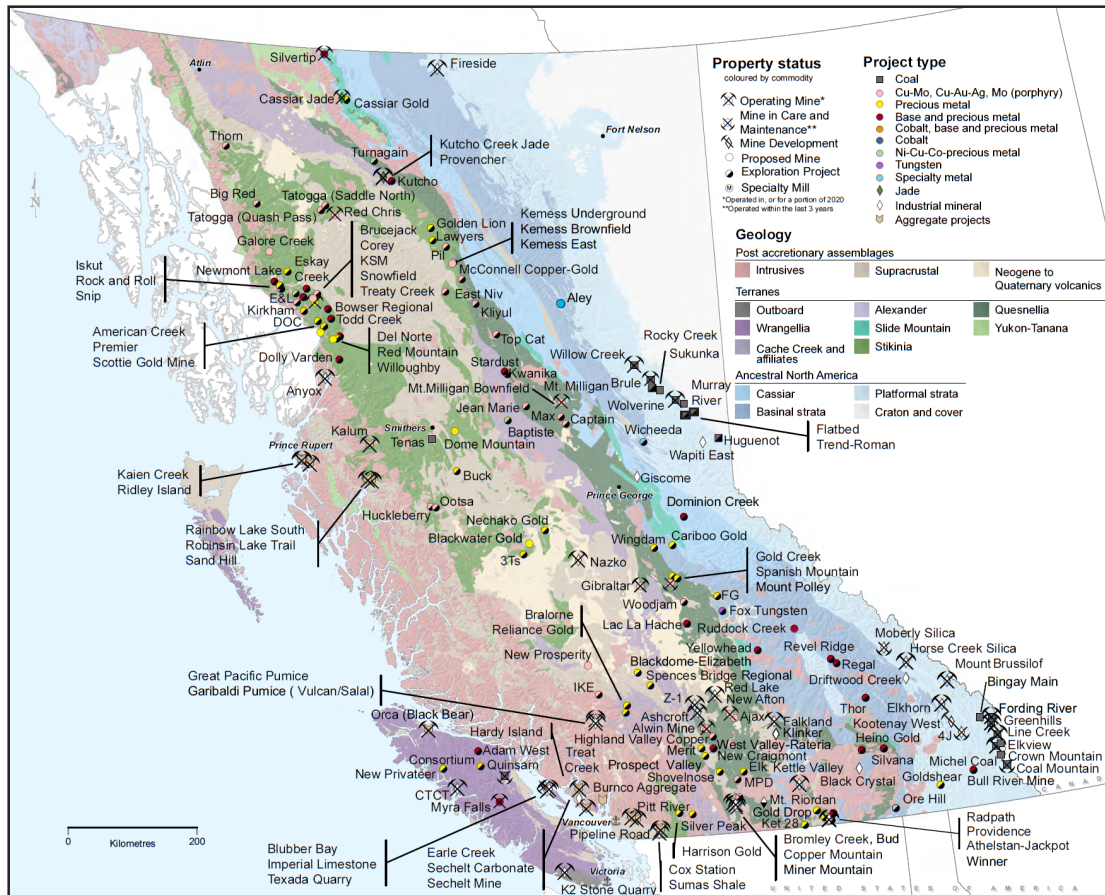 Atlin
Silvertip
Fireside
Cassiar Jade
Cassiar Gold
Fort Nelson
Thorn
Turnagain
Kutcho Creek Jade
Provencher
Kutcho
Big Red
Tatogga (Saddle North)
Tatogga (Quash Pass)
Red Chris
Galore Creek
Brucejack
Corey
KSM
Snowfield
Treaty Creek
Golden Lion
Lawyers
Pil
Kemess Underground
Kemess Brownfield
Kemess East
McConnell Copper-Gold
Iskut
Rock and Roll
Snip
Newmont Lake
Eskay
Creek
E&L
Kirkham
DOC
Bowser Regional
Todd Creek
East Niv
Kliyul
Aley
American Creek
Premier
Scottie Gold Mine
Del Norte
Red Mountain
Willoughby
Dolly Varden
Anyox
Top Cat
Stardust
Kwanika
Mt.Milligan Bownfield
Mt. Milligan
Willow Creek
Rocky Creek
Sukunka
Brule
Murray
River
Wolverine
Flatbed
Trend-Roman
Jean Marie
Max
Captain
Baptiste
Wicheeda
Huguenot
Wapiti East
Kalum
Smithers
Tenas
Dome Mountain
Prince Rupert
Kaien Creek
Ridley Island
Buck
Giscome
Prince George
Dominion Creek
Rainbow Lake South
Robinsin Lake Trail
Sand Hill
Huckleberry
Ootsa
Nechako Gold
Blackwater Gold
3Ts
Wingdam
Cariboo Gold
Nazko
Gibraltar
Gold Creek
Spanish Mountain
Mount Polley
Woodjam
FG
Fox Tungsten
Lac La Hache
Ruddock Creek
Bralorne
Reliance Gold
New Prosperity
Yellowhead
Revel Ridge
Regal
Moberly Silica
Horse Creek Silica
Mount Brussilof
Driftwood Creek
Bingay Main
Blackdome-Elizabeth
Spences Bridge Regional
Great Pacific Pumice
Garibaldi Pumice ( Vulcan/Salal)
IKE
Z-1
Red Lake
New Afton
Thor
Elkhorn
Fording River
Greenhills
Line Creek
Elkview
Crown Mountain
Coal Mountain
Orca (Black Bear)
Hardy Island
Ashcroft
Alwin Mine
Highland Valley Copper
Ajax
Falkland
Klinker
Kootenay West
4J
Heino Gold
Silvana
Adam West
Consortium
Quinsam
New Privateer
Treat
Creek
Merit
West Valley-Rateria
New Craigmont
Prospect Valley
Shovelnose
Elk
Kettle Valley
MPD
Black Crystal
Michel Coal
Bull River Mine
Goldshear
CTCT
Myra Falls
Burnco Aggregate
Pitt River
Vancouver
Pipeline Road
Silver Peak
Mt. Riordan
Gold Drop
Ket 28
Ore Hill
Blubber Bay
Imperial Limestone
Texada Quarry
Earle Creek
Sechelt Carbonate
Sechelt Mine
Victoria
K2 Stone Quarry
Harrison Gold
Cox Station
Sumas Shale
Bromley Creek, Bud
Copper Mountain
Miner Mountain
Radpath
Providence
Athelstan-Jackpot
Winner
CANADA
UNITED STATES OF AMERICA
N
0 200
Kilometres
Property status
coloured by commodity
Operating Mine*
Mine in Care and
Maintenance**
Mine Development
Proposed Mine
Exploration Project
M Specialty Mill
*Operated in, or for a portion of 2020
**Operated within the last 3 years
Project type
Coal
Cu-Mo, Cu-Au-Ag, Mo (porphyry)
Precious metal
Base and precious metal
Cobalt, base and precious metal
Cobalt
Ni-Cu-Co-precious metal
Tungsten
Specialty metal
Jade
Industrial mineral
Aggregate projects
Geology
Post accretionary assemblages
Intrusives
Supracrustal
Neogene to
Quaternary volcanics
Terranes
Outboard
Alexander
Quesnellia
Wrangellia
Slide Mountain
Yukon-Tanana
Cache Creek and
affiliates
Stikinia
Ancestral North America
Cassiar
Platformal strata
Basinal strata
Craton and cover